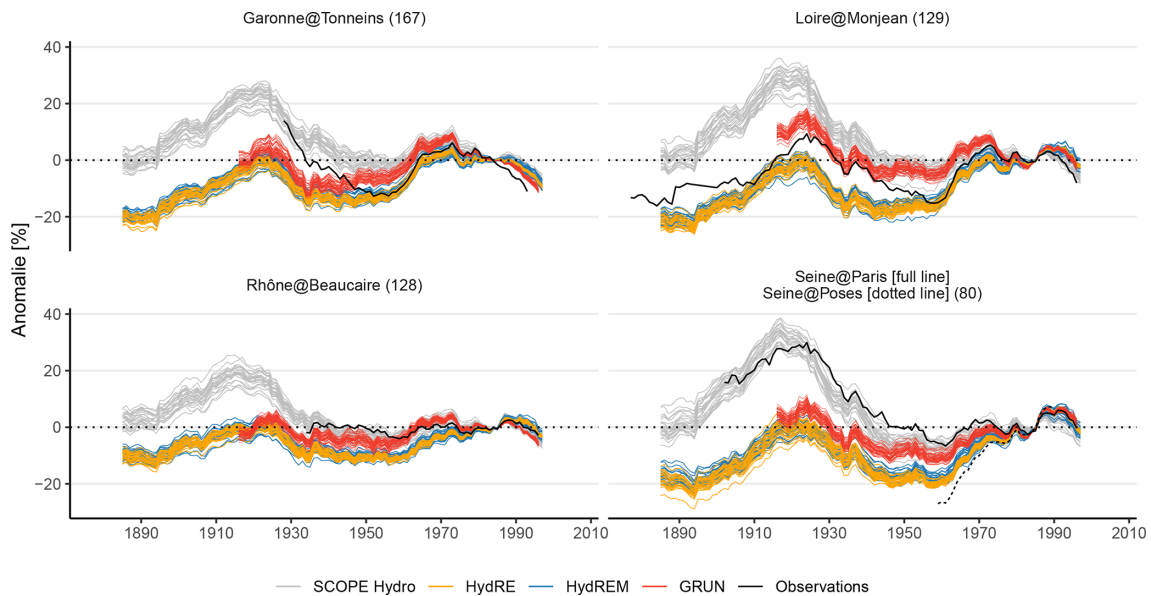 Garonne@Tonneins (167)
Loire@Monjean (129)
40
20
0
−20
Rhône@Beaucaire (128)
Seine@Paris [full line]
Seine@Poses [dotted line] (80)
Anomalie [%]
40
20
0
−20
1890 1910 1930 1950 1970 1990 2010
1890 1910 1930 1950 1970 1990 2010
SCOPE Hydro HydRE HydREM GRUN Observations